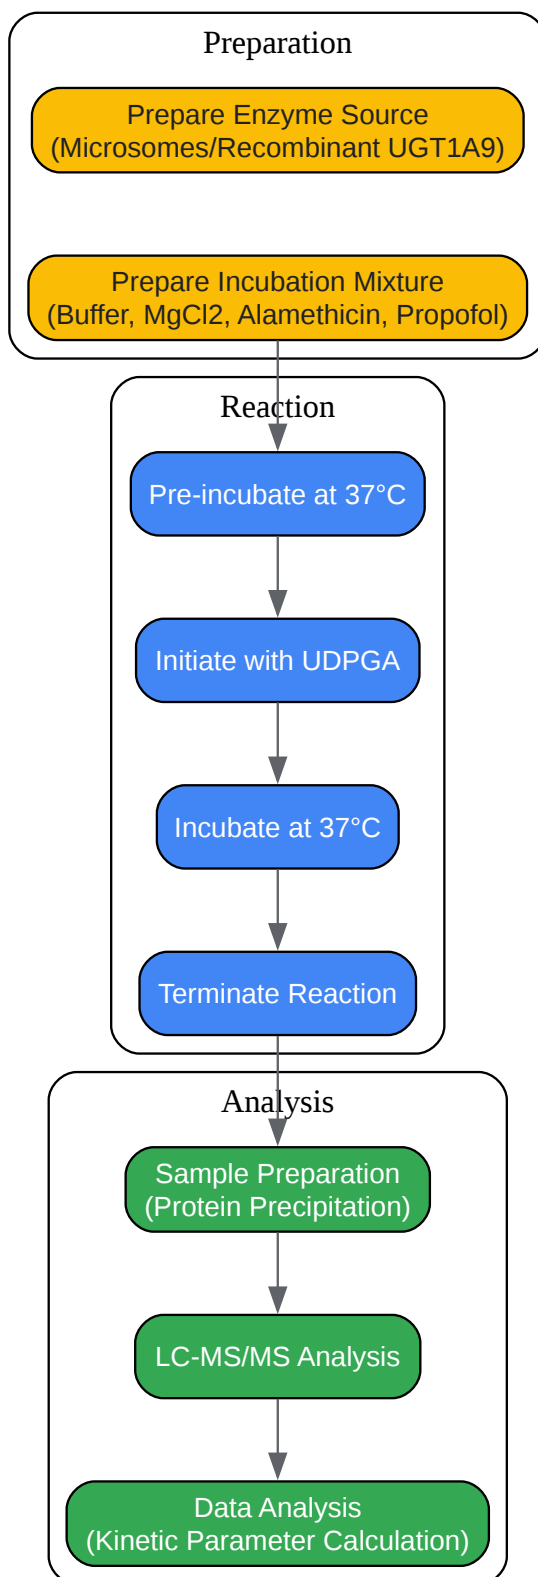 Preparation
Prepare Enzyme Source
(Microsomes/Recombinant UGT1A9)
Prepare Incubation Mixture
(Buffer, MgCl2, Alamethicin, Propofol)
Reaction
Pre-incubate at 37°C
Initiate with UDPGA
Incubate at 37°C
Terminate Reaction
Analysis
Sample Preparation
(Protein Precipitation)
LC-MS/MS Analysis
Data Analysis
(Kinetic Parameter Calculation)